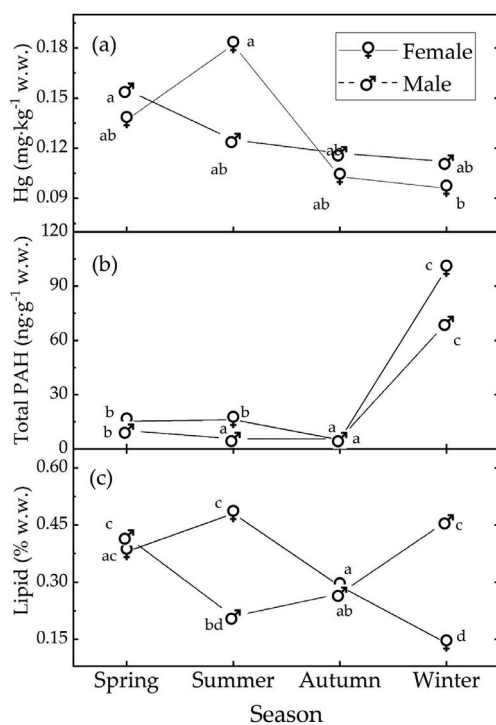 (a)
♀ Female
♂ Male
Hg (mg·kg⁻¹ w.w.)
0.18
0.15
0.12
0.09
a
ab
a
ab
ab
ab
ab
b
(b)
Total PAH (ng·g⁻¹ w.w.)
120
90
60
30
0
b
b
b
a
a
a
c
c
(c)
Lipid (% w.w.)
0.60
0.45
0.30
0.15
c
ac
c
bd
a
ab
c
d
Spring Summer Autumn Winter
Season